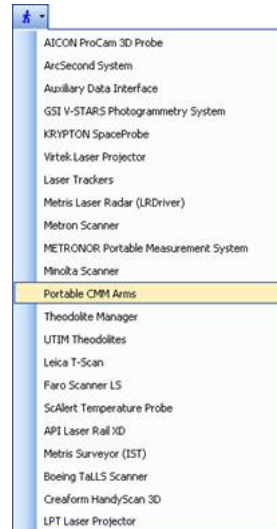 AICON ProCam 3D Probe
ArcSecond System
Auxiliary Data Interface
GSI V-STARS Photogrammetry System
KRYPTON SpaceProbe
Virtek Laser Projector
Laser Trackers
Metris Laser Radar (LRDriver)
Metron Scanner
METRONOR Portable Measurement System
Minolta Scanner
Portable CMM Arms
Theodolite Manager
UTIM Theodolites
Leica T-Scan
Faro Scanner LS
ScAlert Temperature Probe
API Laser Rail XD
Metris Surveyor (IST)
Boeing TaLLS Scanner
Creaform HandyScan 3D
LPT Laser Projector